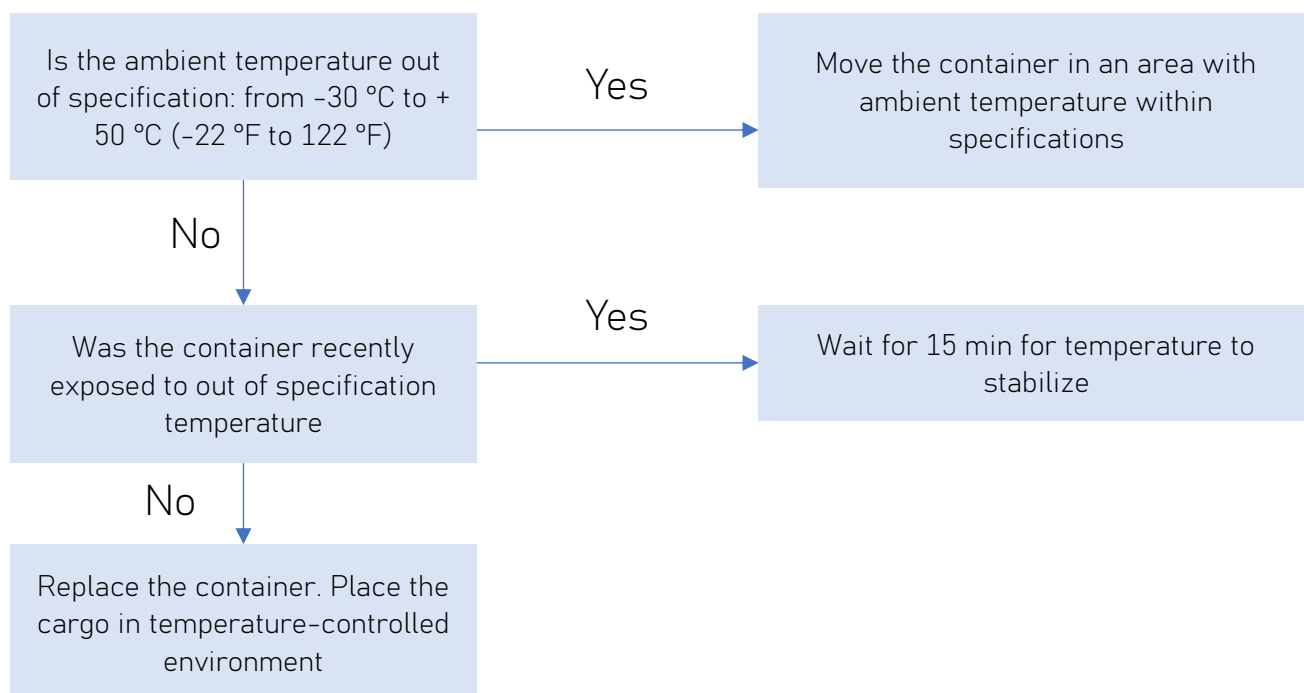 Is the ambient temperature out
of specification: from -30 °C to +
50 °C (-22 °F to 122 °F)
Yes
Move the container in an area with
ambient temperature within
specifications
No
Was the container recently
exposed to out of specification
temperature
Yes
Wait for 15 min for temperature to
stabilize
No
Replace the container. Place the
cargo in temperature-controlled
environment